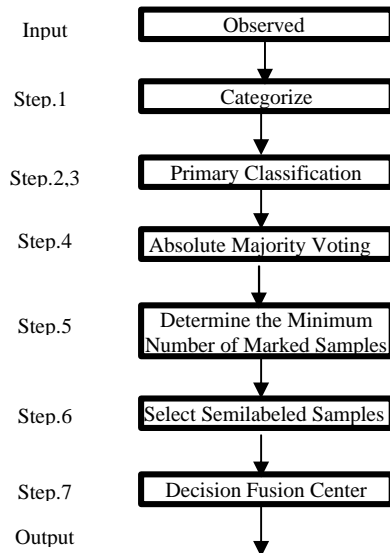 Input
Observed
Step.1
Categorize
Step.2,3
Primary Classification
Step.4
Absolute Majority Voting
Step.5
Determine the Minimum
Number of Marked Samples
Step.6
Select Semilabeled Samples
Step.7
Decision Fusion Center
Output